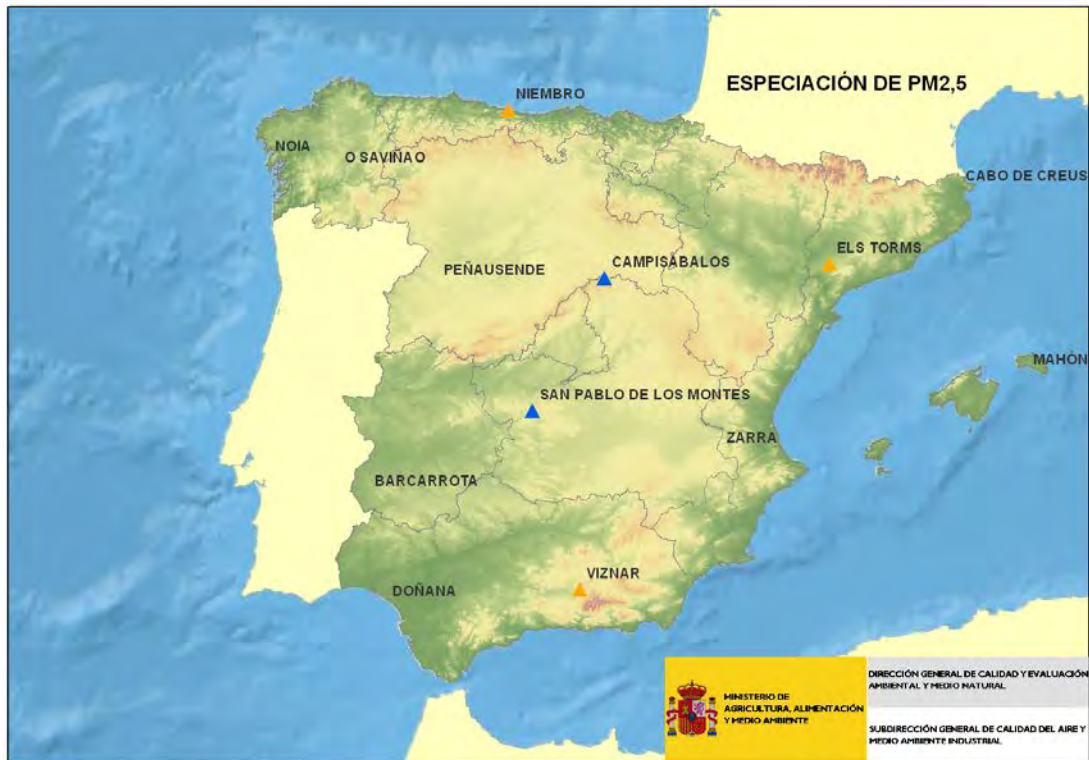 ESPECIACIÓN DE PM2,5
NIEMBRO
NOIA
O SAVIÑAO
CABO DE CREUS
ELS TORMS
PEÑAUSENDE
CAMPISÁBALOS
MAHÓN
SAN PABLO DE LOS MONTES
ZARRA
BARCARROTA
VIZNAR
DOÑANA
MINISTERIO DE
AGRICULTURA, ALIMENTACIÓN
Y MEDIO AMBIENTE
DIRECCIÓN GENERAL DE CALIDAD Y EVALUACIÓN
AMBIENTAL Y MEDIO NATURAL
SUBDIRECCIÓN GENERAL DE CALIDAD DEL AIRE Y
MEDIO AMBIENTE INDUSTRIAL